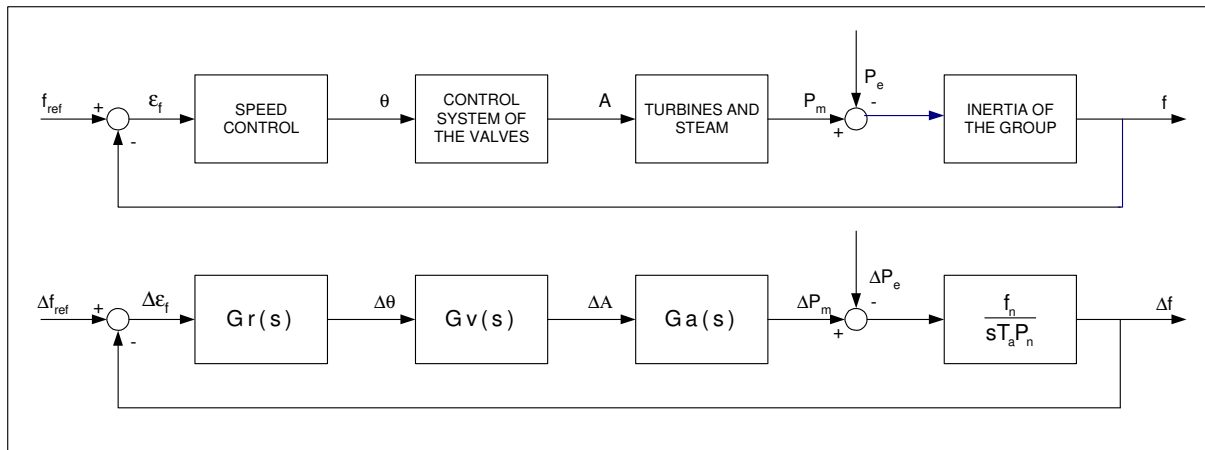 P_e
f_ref
+
ε_f
SPEED
CONTROL
θ
CONTROL
SYSTEM OF
THE VALVES
A
TURBINES AND
STEAM
P_m
-
+
INERTIA OF
THE GROUP
f
-
ΔP_e
Δf_ref
+
Δε_f
Gr(s)
Δθ
Gv(s)
ΔA
Ga(s)
ΔP_m
-
+
f_n
sT_aP_n
Δf
-